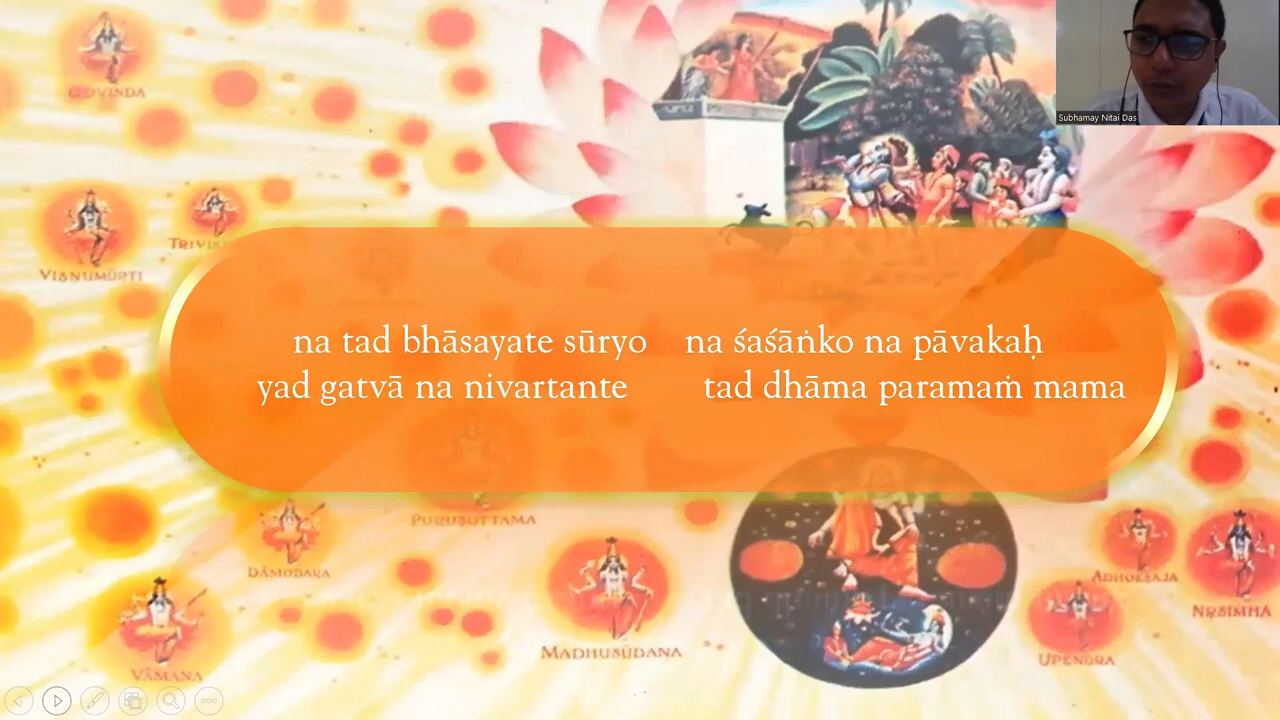 GOVINDA
Subhamay Nitai Das
VIṢṆUMŪRTI
na tad bhāsayate sūryo na śaśāṅko na pāvakaḥ
yad gatvā na nivartante tad dhāma paramaṁ mama
PURUṢOTTAMA
DĀMODARA
ADHOKṢAJA
NṚSIṀHA
MADHUSŪDANA
UPENDRA
VĀMANA